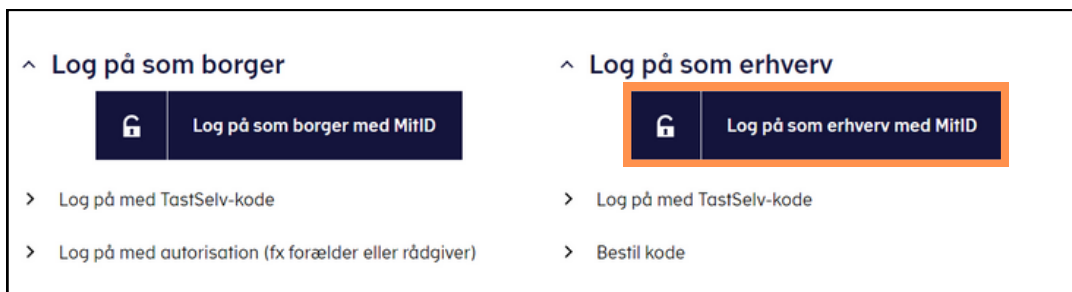 Log på som borger
Log på som borger med MitID
Log på med TastSelv-kode
Log på med autorisation (fx forælder eller rådgiver)
Log på som erhverv
Log på som erhverv med MitID
Log på med TastSelv-kode
Bestil kode